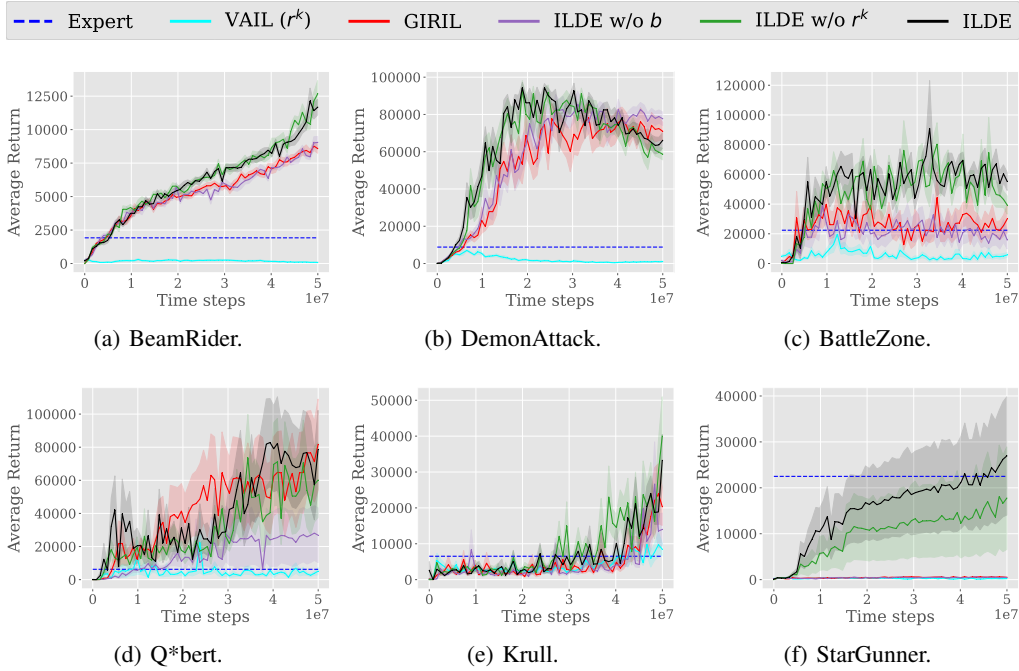 Expert VAIL (r^k) GIRIL ILDE w/o b ILDE w/o r^k ILDE
Average Return
12500
10000
7500
5000
2500
0
0 1 2 3 4 5
1e7
Time steps
(a) BeamRider.
Average Return
100000
80000
60000
40000
20000
0
0 1 2 3 4 5
1e7
Time steps
(b) DemonAttack.
Average Return
120000
100000
80000
60000
40000
20000
0
0 1 2 3 4 5
1e7
Time steps
(c) BattleZone.
Average Return
100000
80000
60000
40000
20000
0
0 1 2 3 4 5
1e7
Time steps
(d) Q*bert.
Average Return
50000
40000
30000
20000
10000
0
0 1 2 3 4 5
1e7
Time steps
(e) Krull.
Average Return
40000
30000
20000
10000
0
0 1 2 3 4 5
1e7
Time steps
(f) StarGunner.